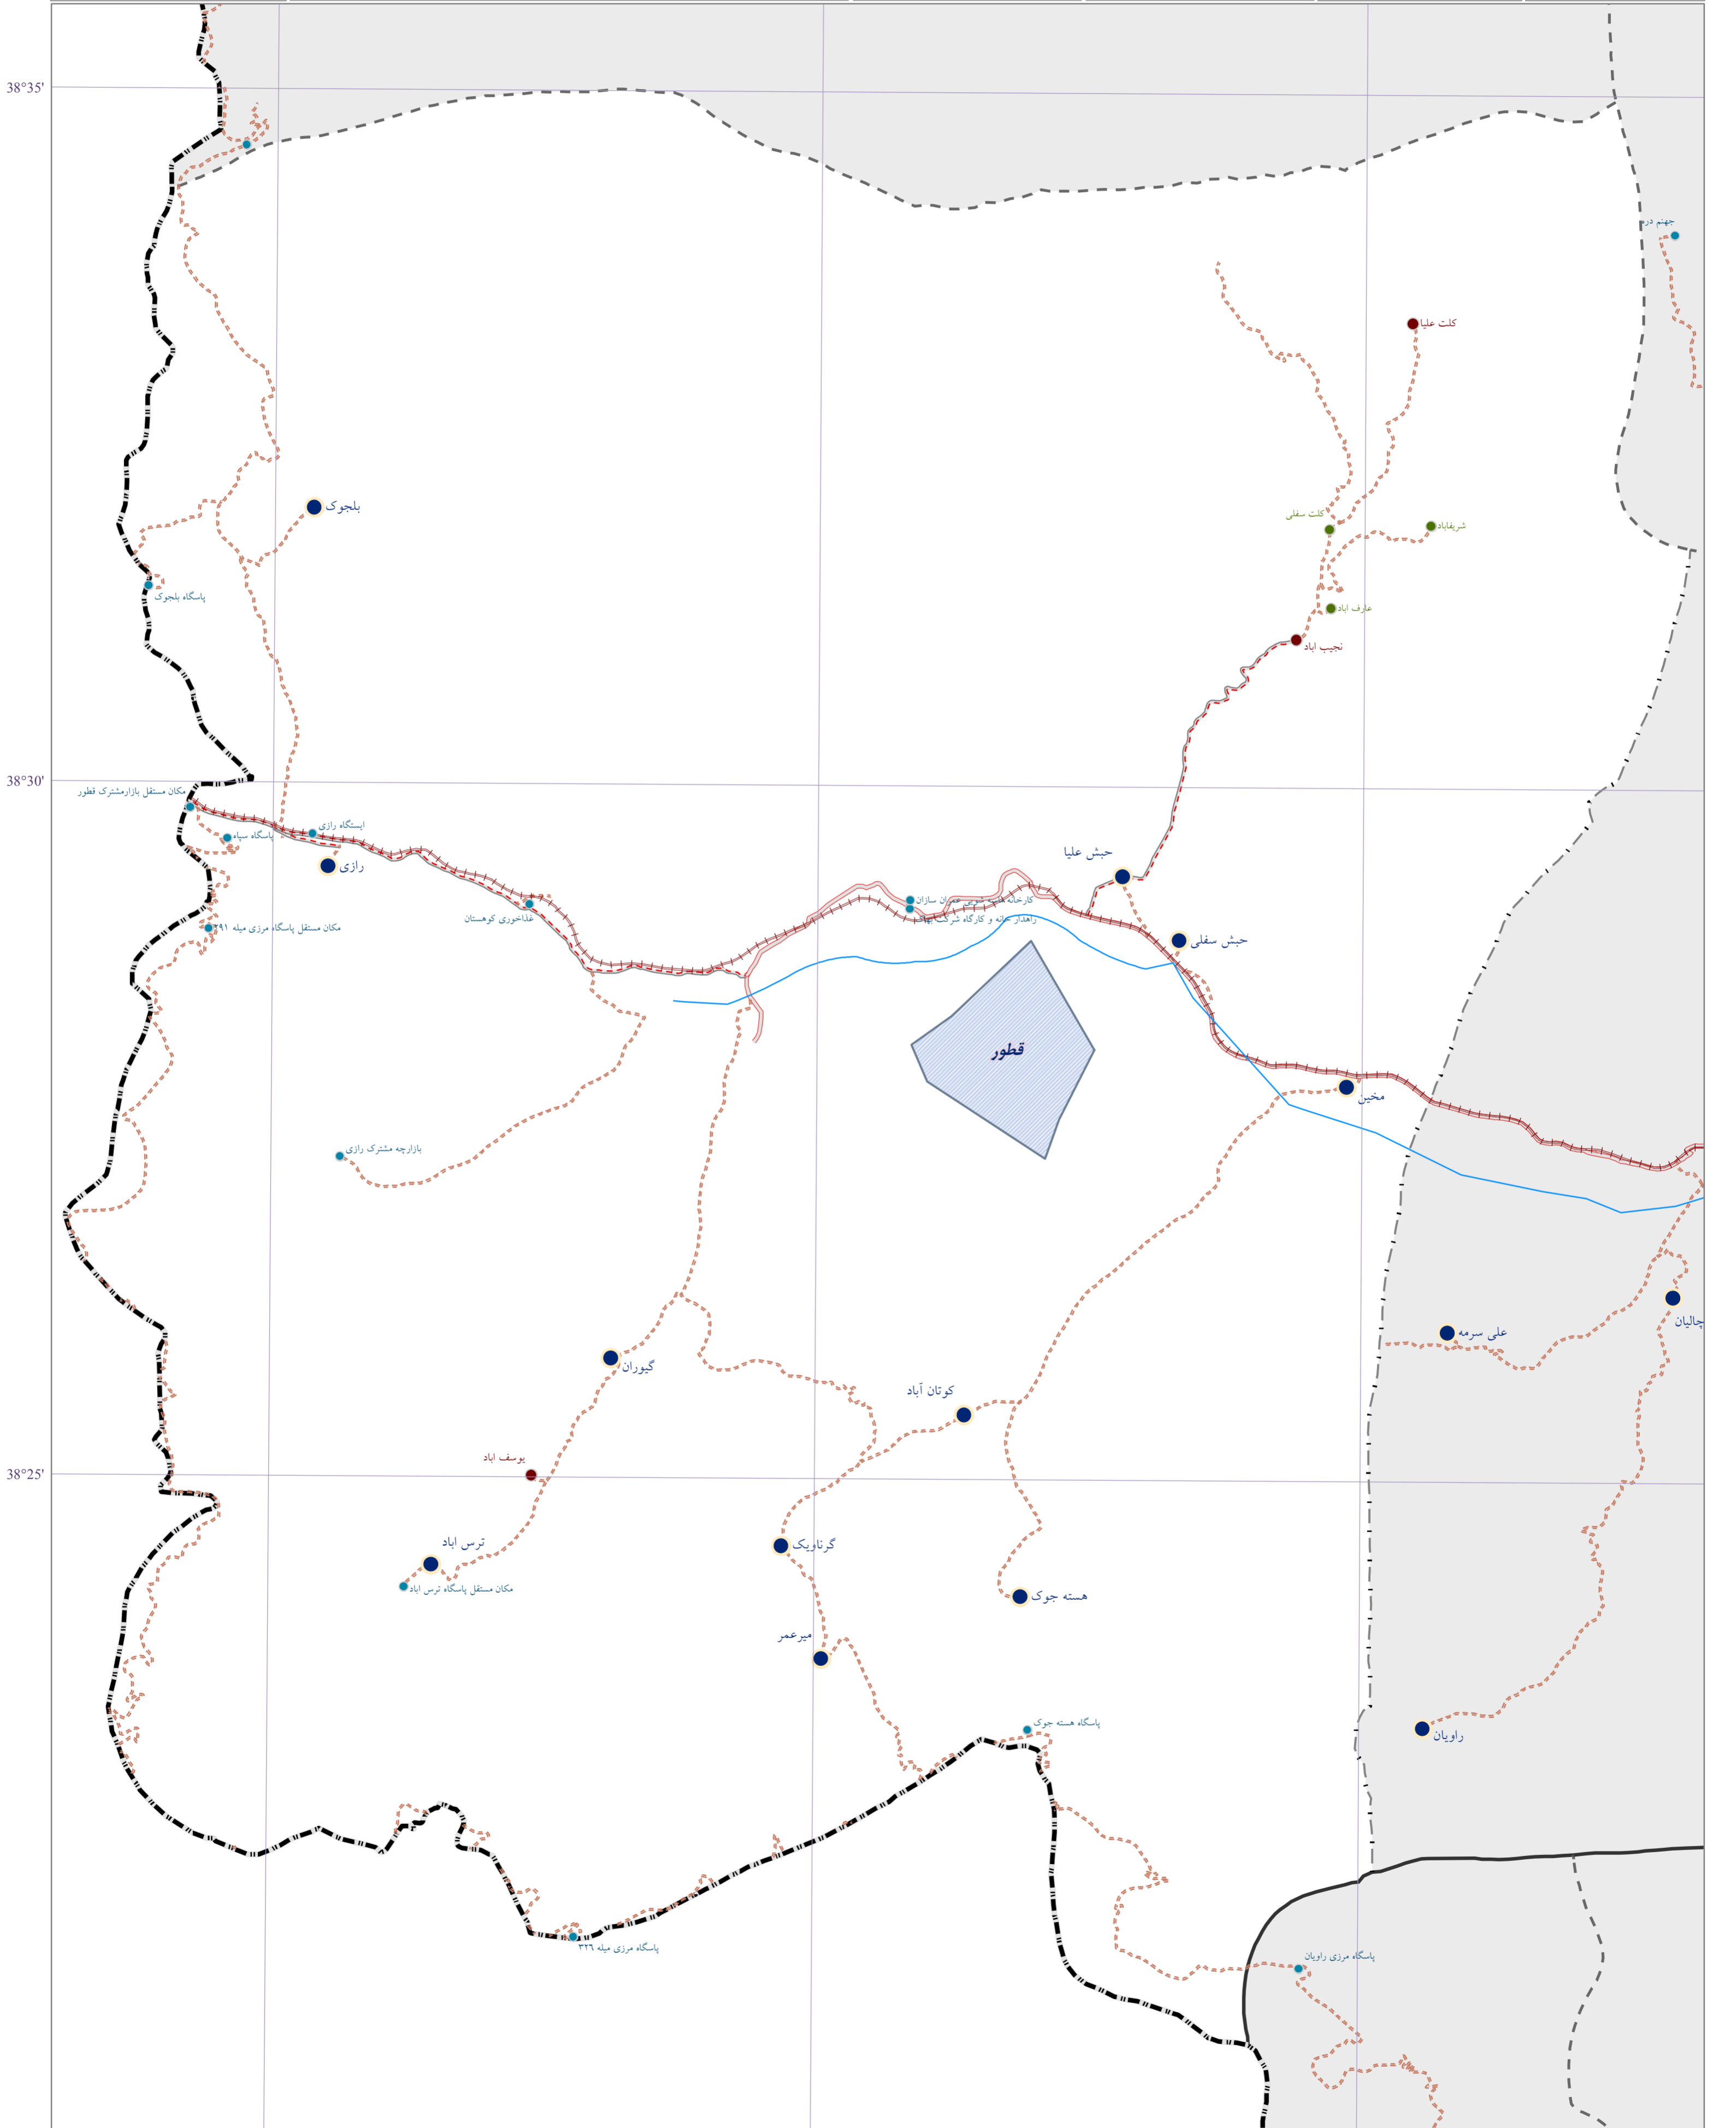 38°35'
جهنم دره
کلت علیا
بلجوک
کلت سفلی
شریفاباد
پاسگاه بلجوک
عارف اباد
نجیب اباد
38°30'
مکان مستقل بازارمشترک قطور
ایستگاه رازی
پاسگاه سپاه
رازی
حبش علیا
غذاخوری کوهستان
حبش سفلی
مکان مستقل پاسگاه مرزی میله ۲۹۱
قطور
مخین
بازارچه مشترک رازی
چالیان
علی سرمه
گیوران
کوتان آباد
یوسف اباد
38°25'
ترس اباد
گرناویک
مکان مستقل پاسگاه ترس اباد
هسته جوک
میرعمر
پاسگاه هسته جوک
راویان
پاسگاه مرزی میله ۳۲٦
پاسگاه مرزی راویان